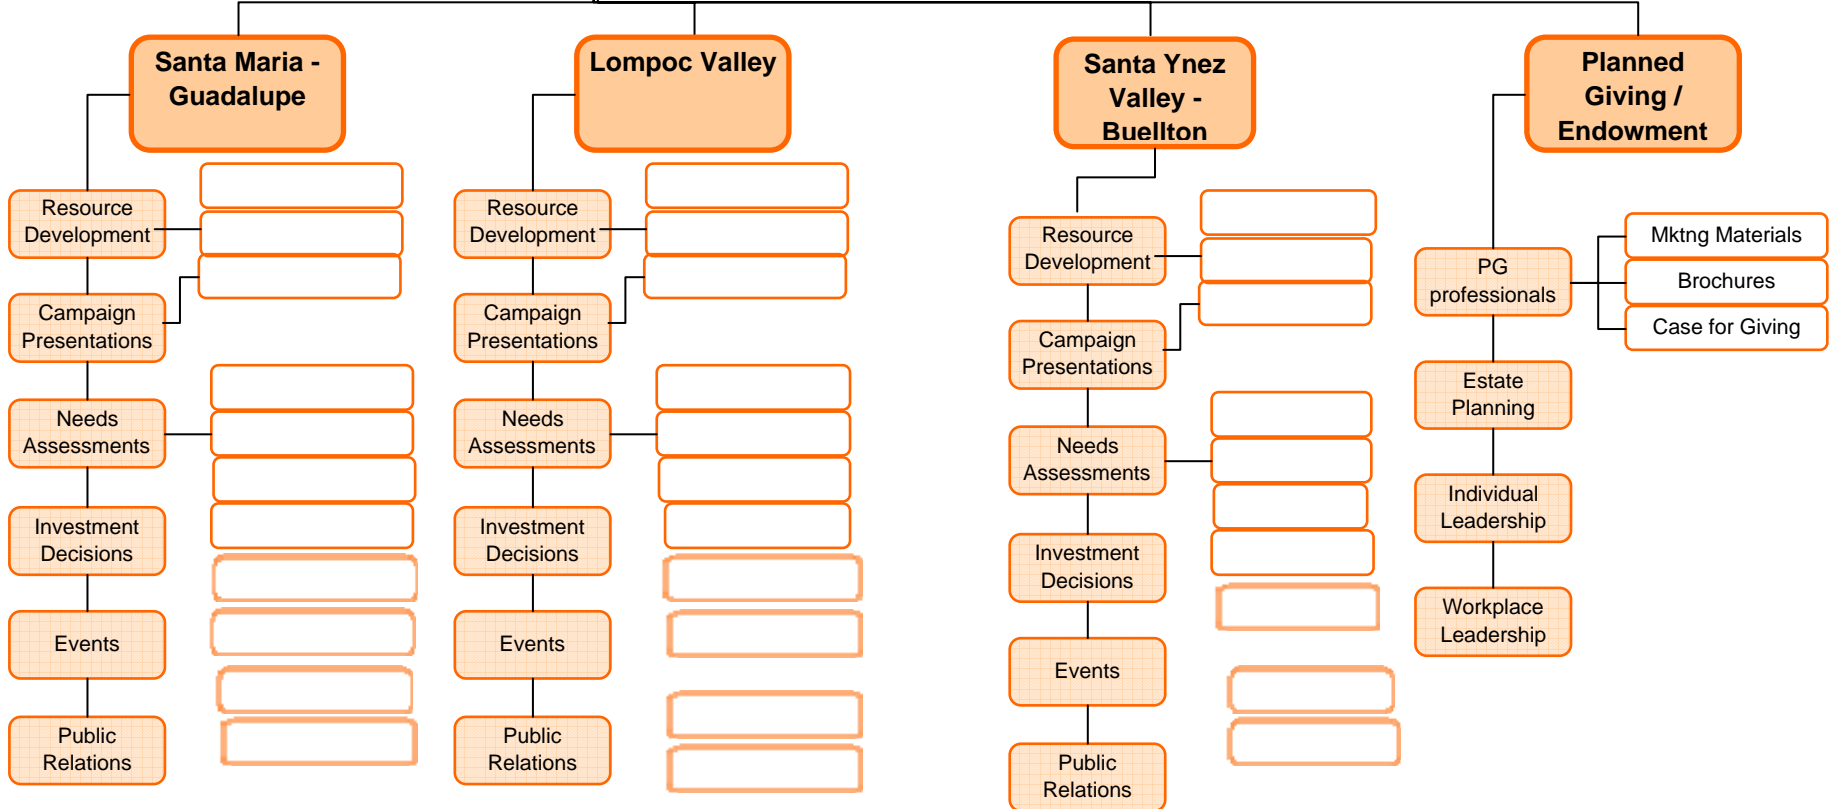 Santa Maria -
Guadalupe
Resource
Development
Campaign
Presentations
Needs
Assessments
Investment
Decisions
Events
Public
Relations
Lompoc Valley
Resource
Development
Campaign
Presentations
Needs
Assessments
Investment
Decisions
Events
Public
Relations
Santa Ynez
Valley -
Buellton
Resource
Development
Campaign
Presentations
Needs
Assessments
Investment
Decisions
Events
Public
Relations
Planned
Giving /
Endowment
PG
professionals
Mktng Materials
Brochures
Case for Giving
Estate
Planning
Individual
Leadership
Workplace
Leadership